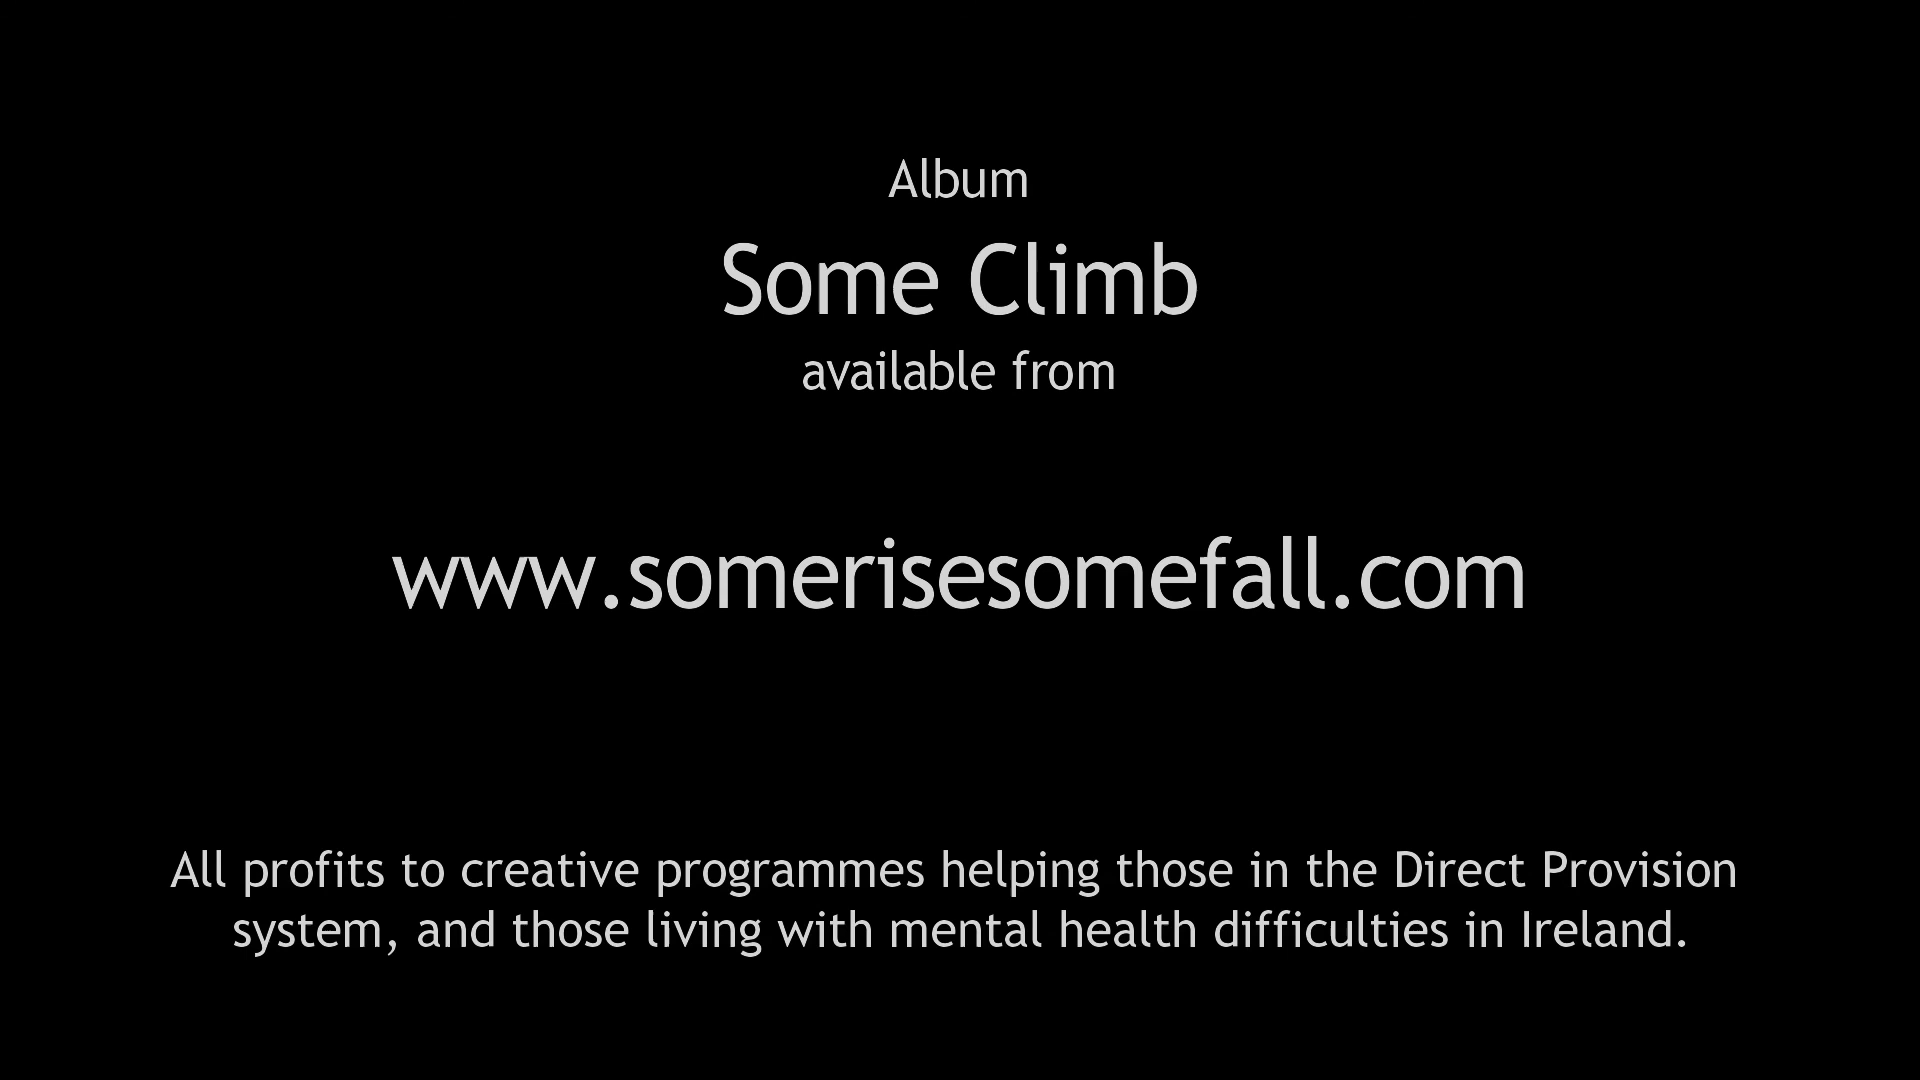 Album
Some Climb
available from
www.somerisesomefall.com
All profits to creative programmes helping those in the Direct Provision
system, and those living with mental health difficulties in Ireland.